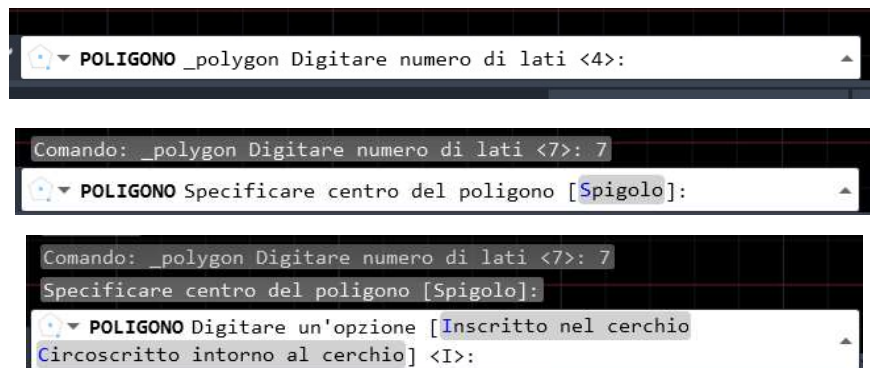 POLIGONO _polygon Digitare numero di lati <4>:
Comando: _polygon Digitare numero di lati <7>: 7
POLIGONO Specificare centro del poligono [Spigolo]:
Comando: _polygon Digitare numero di lati <7>: 7
Specificare centro del poligono [Spigolo]:
POLIGONO Digitare un'opzione [Inscritto nel cerchio
Circoscritto intorno al cerchio] <I>: